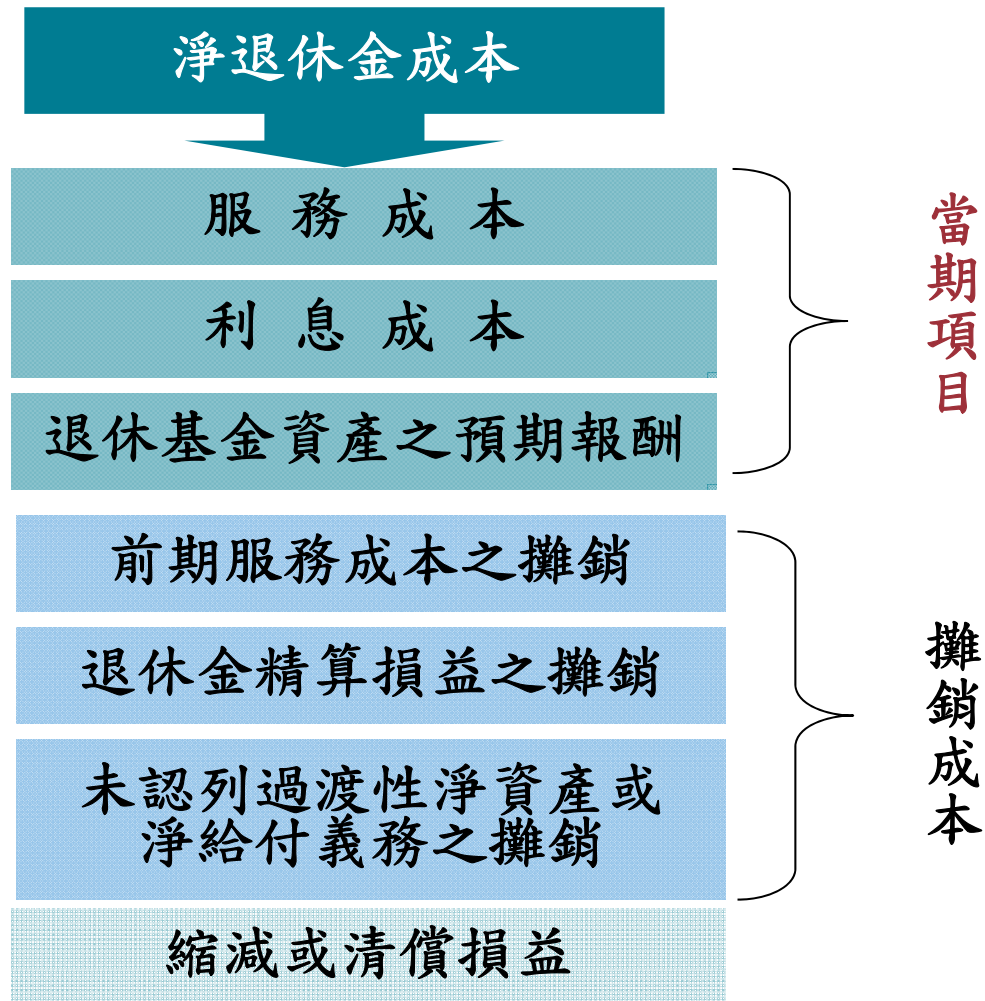 淨退休金成本
服務成本
利息成本
退休基金資產之預期報酬
當期項目
前期服務成本之攤銷
退休金精算損益之攤銷
未認列過渡性淨資產或
淨給付義務之攤銷
攤銷成本
縮減或清償損益